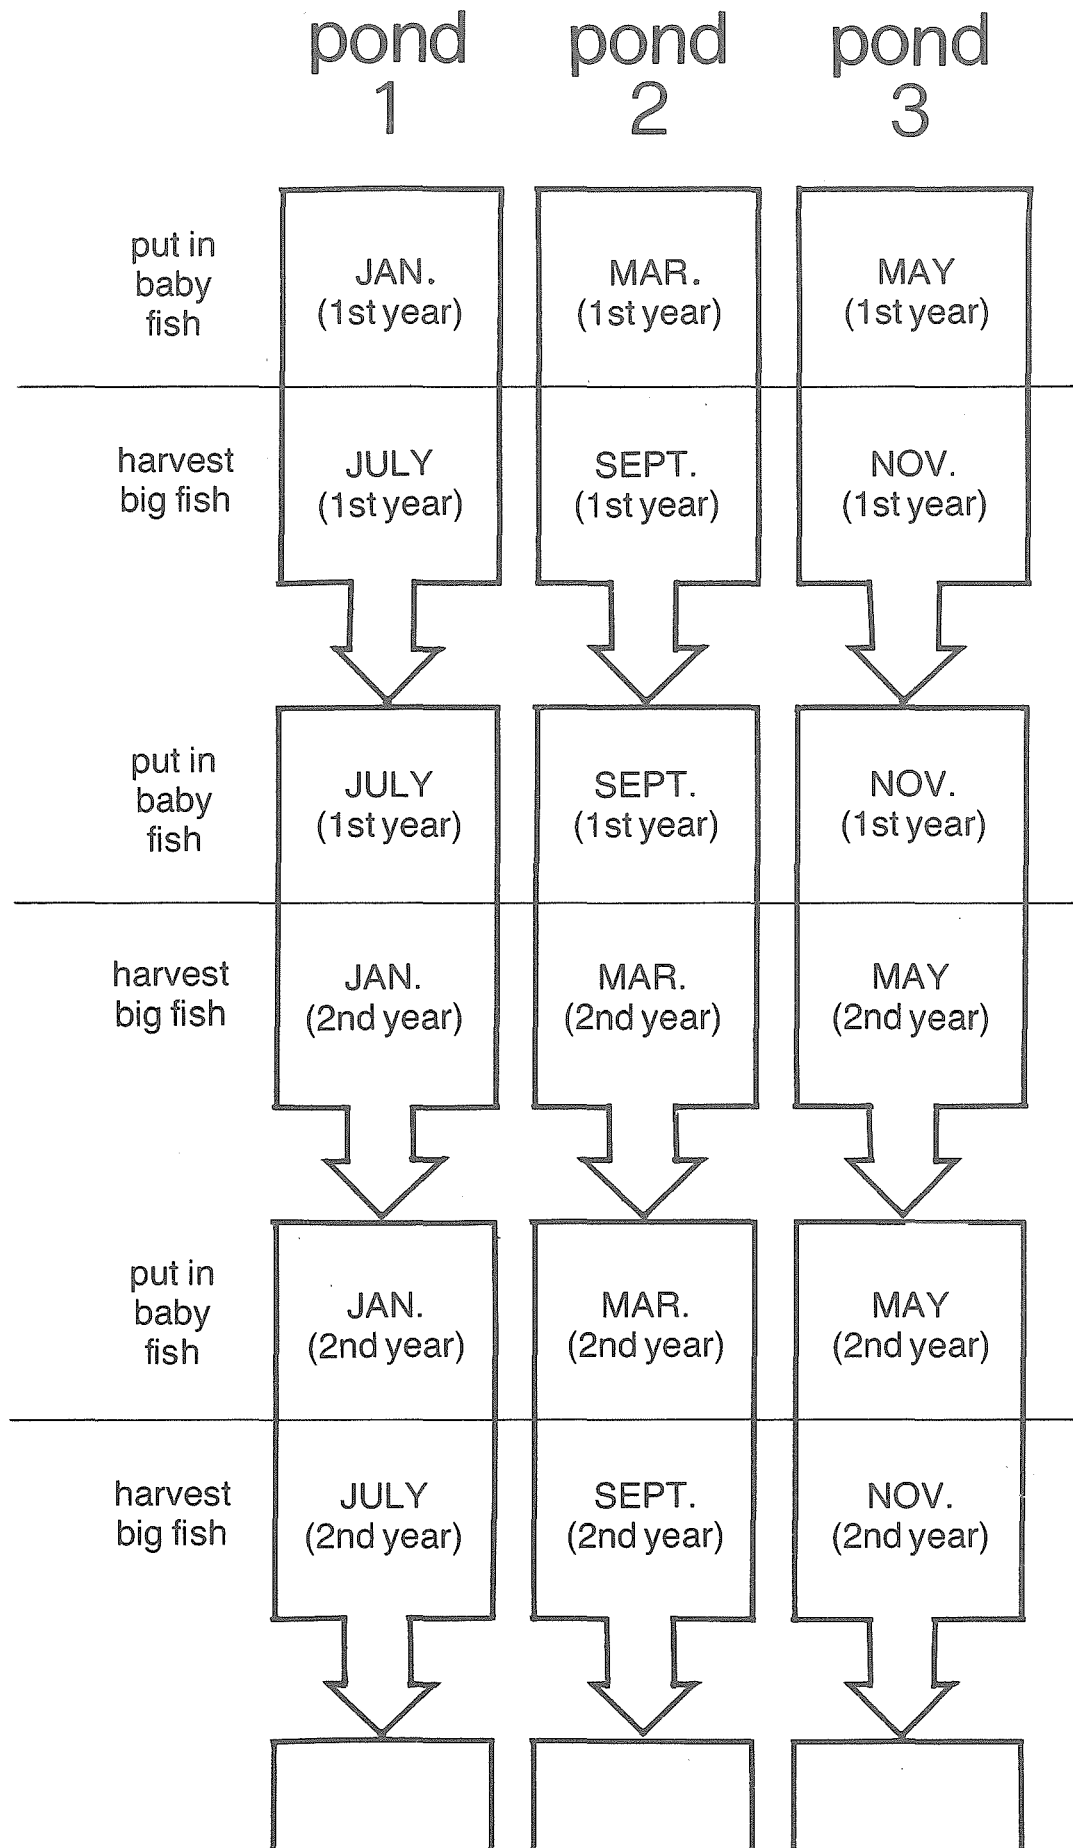 pond pond pond
1 2 3
put in
baby
fish
JAN. MAR. MAY
(1st year) (1st year) (1st year)
harvest
big fish
JULY SEPT. NOV.
(1st year) (1st year) (1st year)
put in
baby
fish
JULY SEPT. NOV.
(1st year) (1st year) (1st year)
harvest
big fish
JAN. MAR. MAY
(2nd year) (2nd year) (2nd year)
put in
baby
fish
JAN. MAR. MAY
(2nd year) (2nd year) (2nd year)
harvest
big fish
JULY SEPT. NOV.
(2nd year) (2nd year) (2nd year)